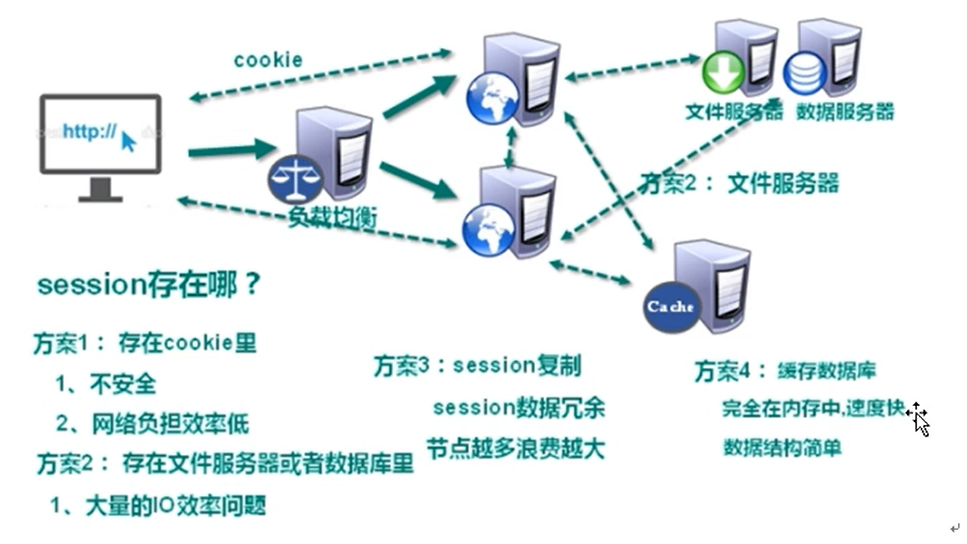 cookie
http://
文件服务器
数据服务器
负载均衡
方案2： 文件服务器
Cache
session存在哪？
方案1： 存在cookie里
1、不安全
2、网络负担效率低
方案2： 存在文件服务器或者数据库里
1、大量的IO效率问题
方案3：session复制
session数据冗余
节点越多浪费越大
方案4： 缓存数据库
完全在内存中,速度快
数据结构简单